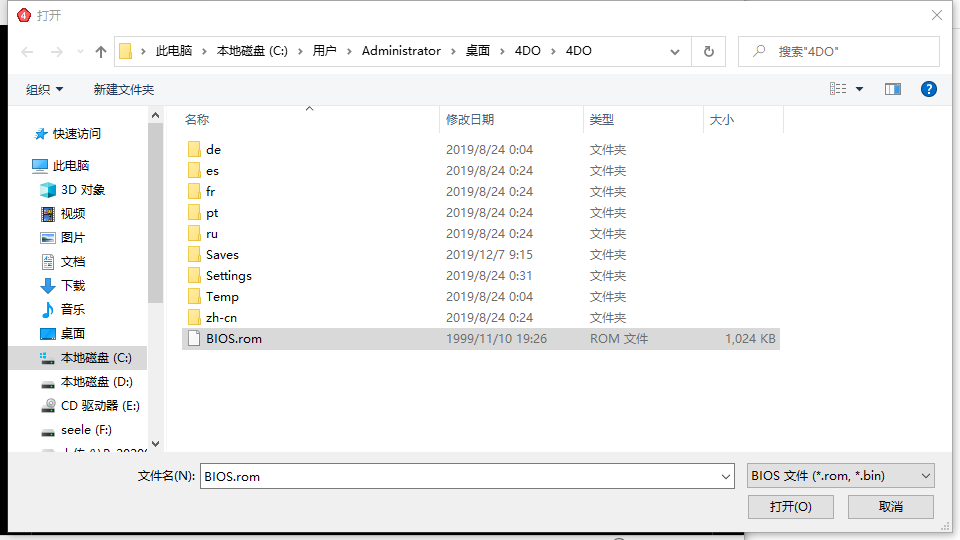 打开
此电脑 › 本地磁盘 (C:) › 用户 › Administrator › 桌面 › 4DO › 4DO
搜索"4DO"
组织 新建文件夹
名称 修改日期 类型 大小
快速访问
此电脑
3D 对象
视频
图片
文档
下载
音乐
桌面
本地磁盘 (C:)
本地磁盘 (D:)
CD 驱动器 (E:)
seele (F:)
de 2019/8/24 0:04 文件夹
es 2019/8/24 0:24 文件夹
fr 2019/8/24 0:24 文件夹
pt 2019/8/24 0:24 文件夹
ru 2019/8/24 0:24 文件夹
Saves 2019/12/7 9:15 文件夹
Settings 2019/8/24 0:31 文件夹
Temp 2019/8/24 0:04 文件夹
zh-cn 2019/8/24 0:24 文件夹
BIOS.rom 1999/11/10 19:26 ROM 文件 1,024 KB
文件名(N): BIOS.rom BIOS 文件 (*.rom, *.bin)
打开(O) 取消